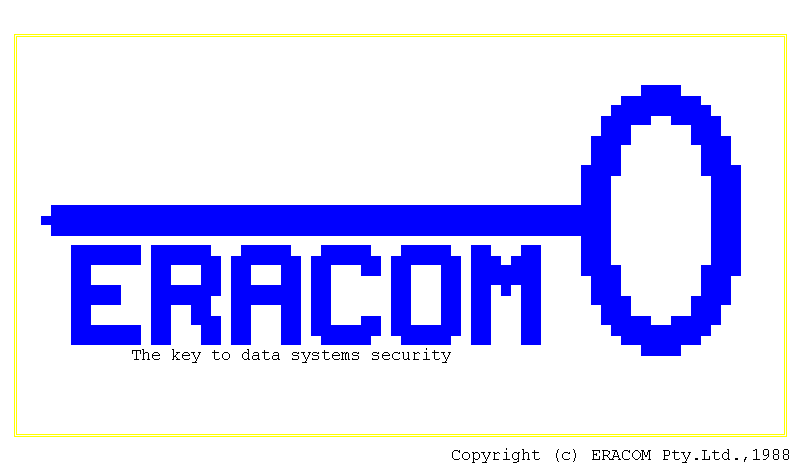 ERACOM
The key to data systems security
Copyright (c) ERACOM Pty.Ltd.,1988